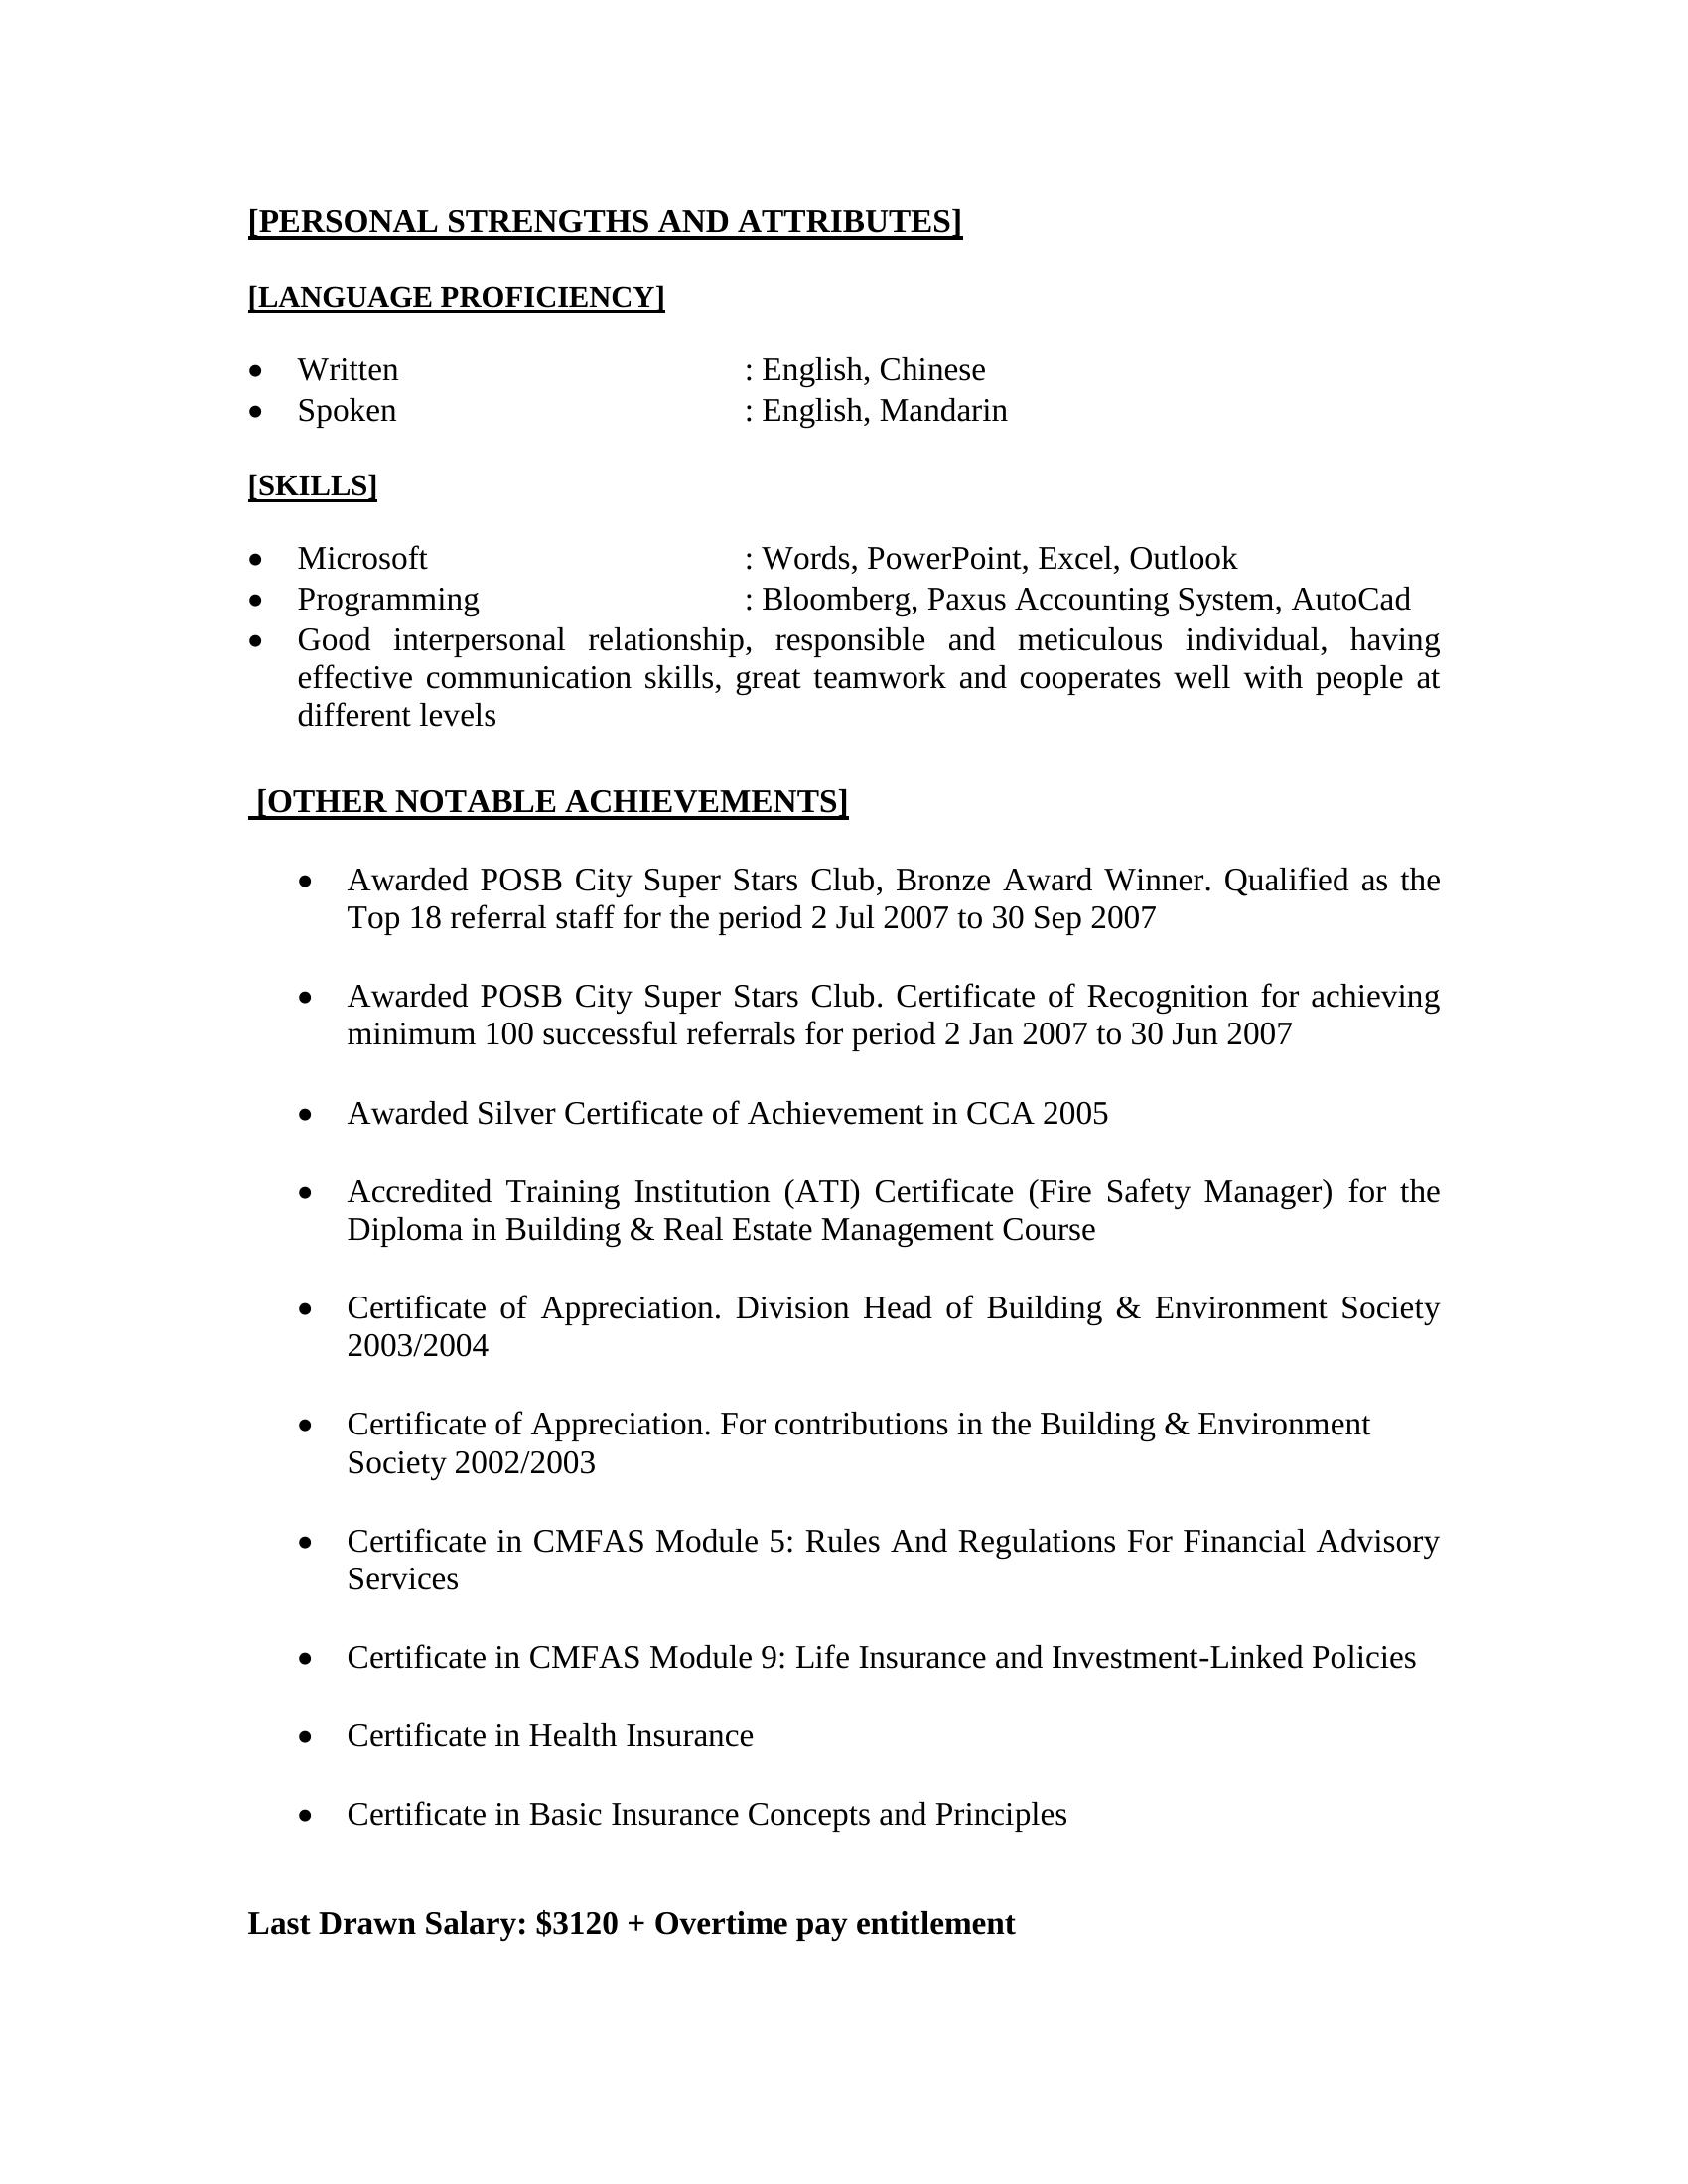 [PERSONAL STRENGTHS AND ATTRIBUTES]
[LANGUAGE PROFICIENCY]
• Written : English, Chinese
• Spoken : English, Mandarin
[SKILLS]
• Microsoft : Words, PowerPoint, Excel, Outlook
• Programming : Bloomberg, Paxus Accounting System, AutoCad
• Good interpersonal relationship, responsible and meticulous individual, having
effective communication skills, great teamwork and cooperates well with people at
different levels
[OTHER NOTABLE ACHIEVEMENTS]
• Awarded POSB City Super Stars Club, Bronze Award Winner. Qualified as the
Top 18 referral staff for the period 2 Jul 2007 to 30 Sep 2007
• Awarded POSB City Super Stars Club. Certificate of Recognition for achieving
minimum 100 successful referrals for period 2 Jan 2007 to 30 Jun 2007
• Awarded Silver Certificate of Achievement in CCA 2005
• Accredited Training Institution (ATI) Certificate (Fire Safety Manager) for the
Diploma in Building & Real Estate Management Course
• Certificate of Appreciation. Division Head of Building & Environment Society
2003/2004
• Certificate of Appreciation. For contributions in the Building & Environment
Society 2002/2003
• Certificate in CMFAS Module 5: Rules And Regulations For Financial Advisory
Services
• Certificate in CMFAS Module 9: Life Insurance and Investment-Linked Policies
• Certificate in Health Insurance
• Certificate in Basic Insurance Concepts and Principles
Last Drawn Salary: $3120 + Overtime pay entitlement